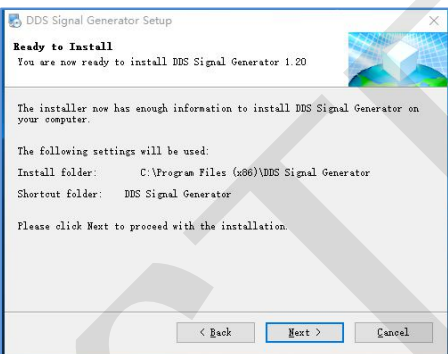 DDS Signal Generator Setup
Ready to Install
You are now ready to install DDS Signal Generator 1.20
The installer now has enough information to install DDS Signal Generator on
your computer.
The following settings will be used:
Install folder: C:\Program Files (x86)\DDS Signal Generator
Shortcut folder: DDS Signal Generator
Please click Next to proceed with the installation.
< Back Next > Cancel